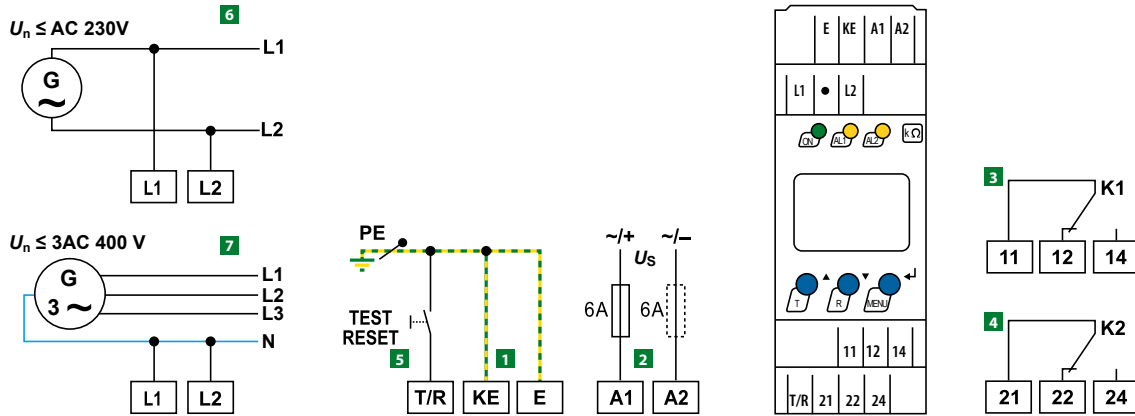 Un ≤ AC 230V
6
G
~
L1
L2
L1 L2
Un ≤ 3AC 400 V
7
G
3 ~
L1
L2
L3
N
L1 L2
PE
TEST
RESET
5
1
T/R KE E
~/+ ~/–
US
6A 6A
2
A1 A2
E KE A1 A2
L1 • L2
ON AL1 AL2 kΩ
T R MENU
11 12 14
T/R 21 22 24
3
K1
11 12 14
4
K2
21 22 24